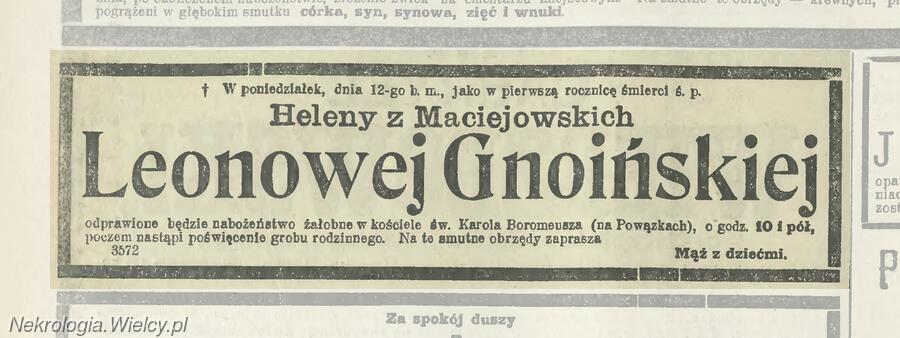 pogrążeni w głębokim smutku córka, syn, synowa, zięć i wnuki.
† W poniedziałek, dnia 12-go b. m., jako w pierwszą rocznicę śmierci ś. p.
Heleny z Maciejowskich
Leonowej Gnoińskiej
odprawione będzie nabożeństwo żałobne w kościele św. Karola Boromeusza (na Powązkach), o godz. 10 i pół,
poczem nastąpi poświęcenie grobu rodzinnego. Na te smutne obrzędy zaprasza
3572 Mąż z dziećmi.
Za spokój duszy
Nekrologia.Wielcy.pl